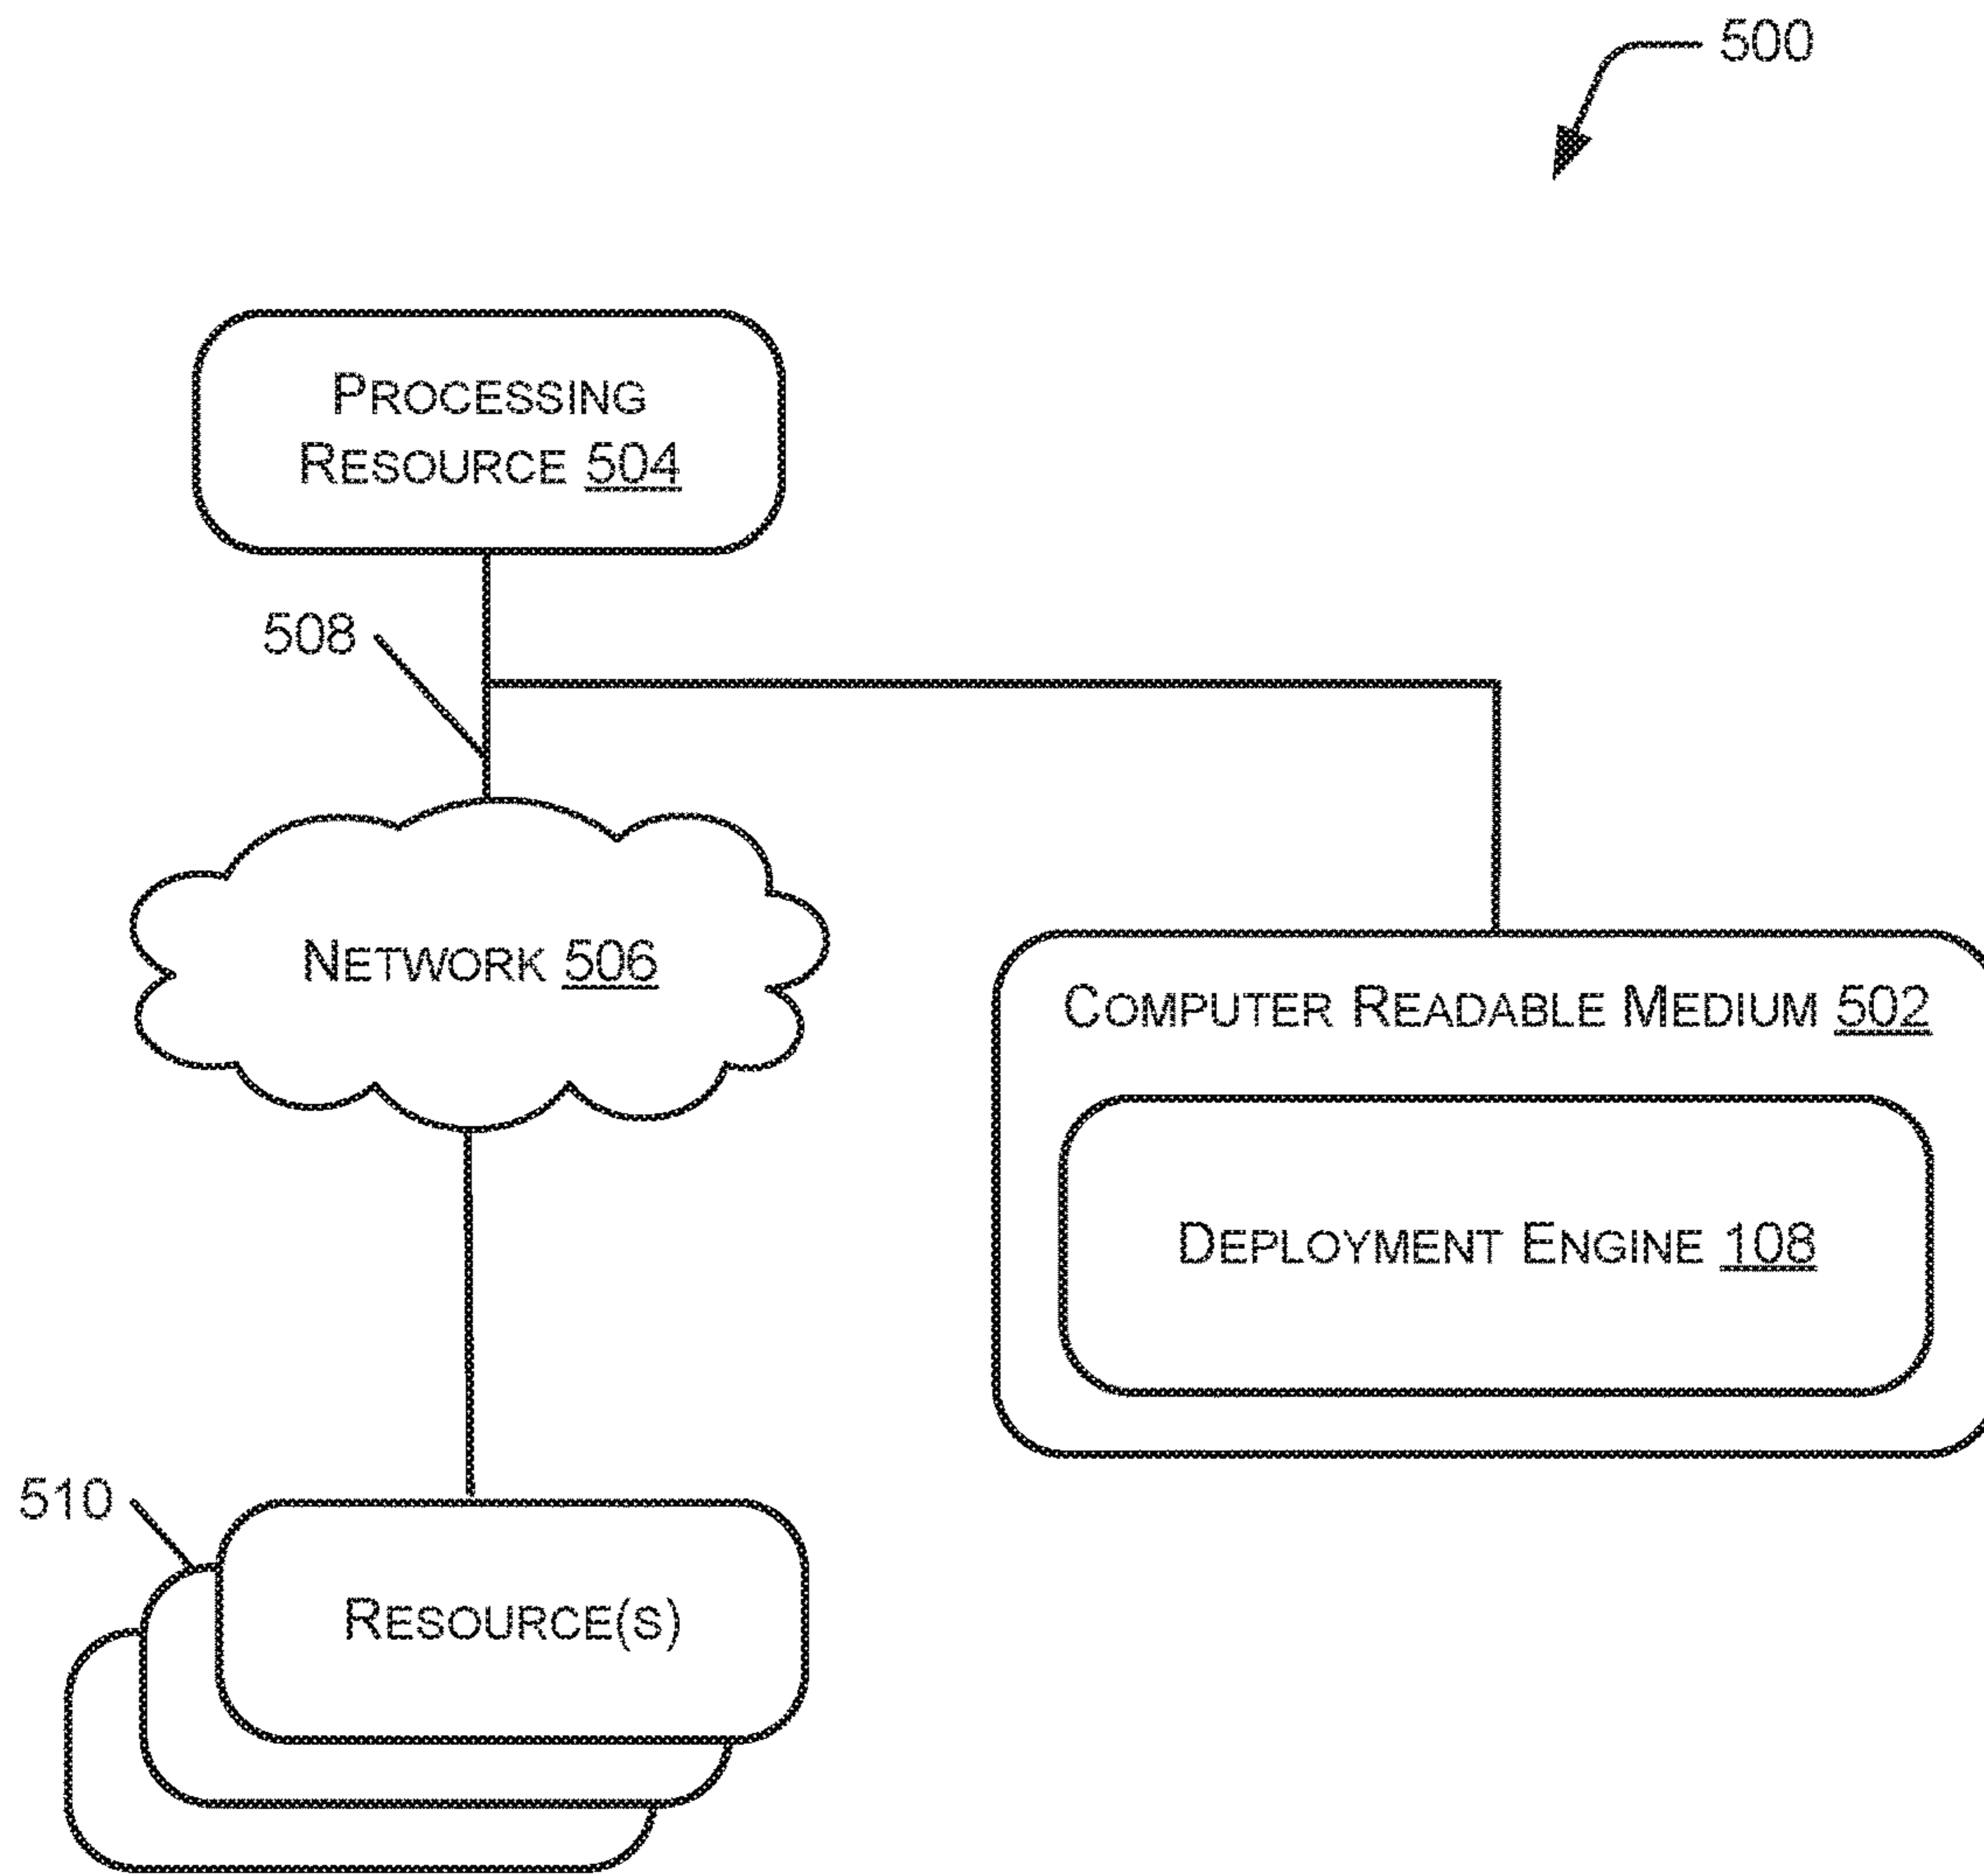 500
PROCESSING
RESOURCE 504
508
NETWORK 506
COMPUTER READABLE MEDIUM 502
DEPLOYMENT ENGINE 108
510
RESOURCE(S)